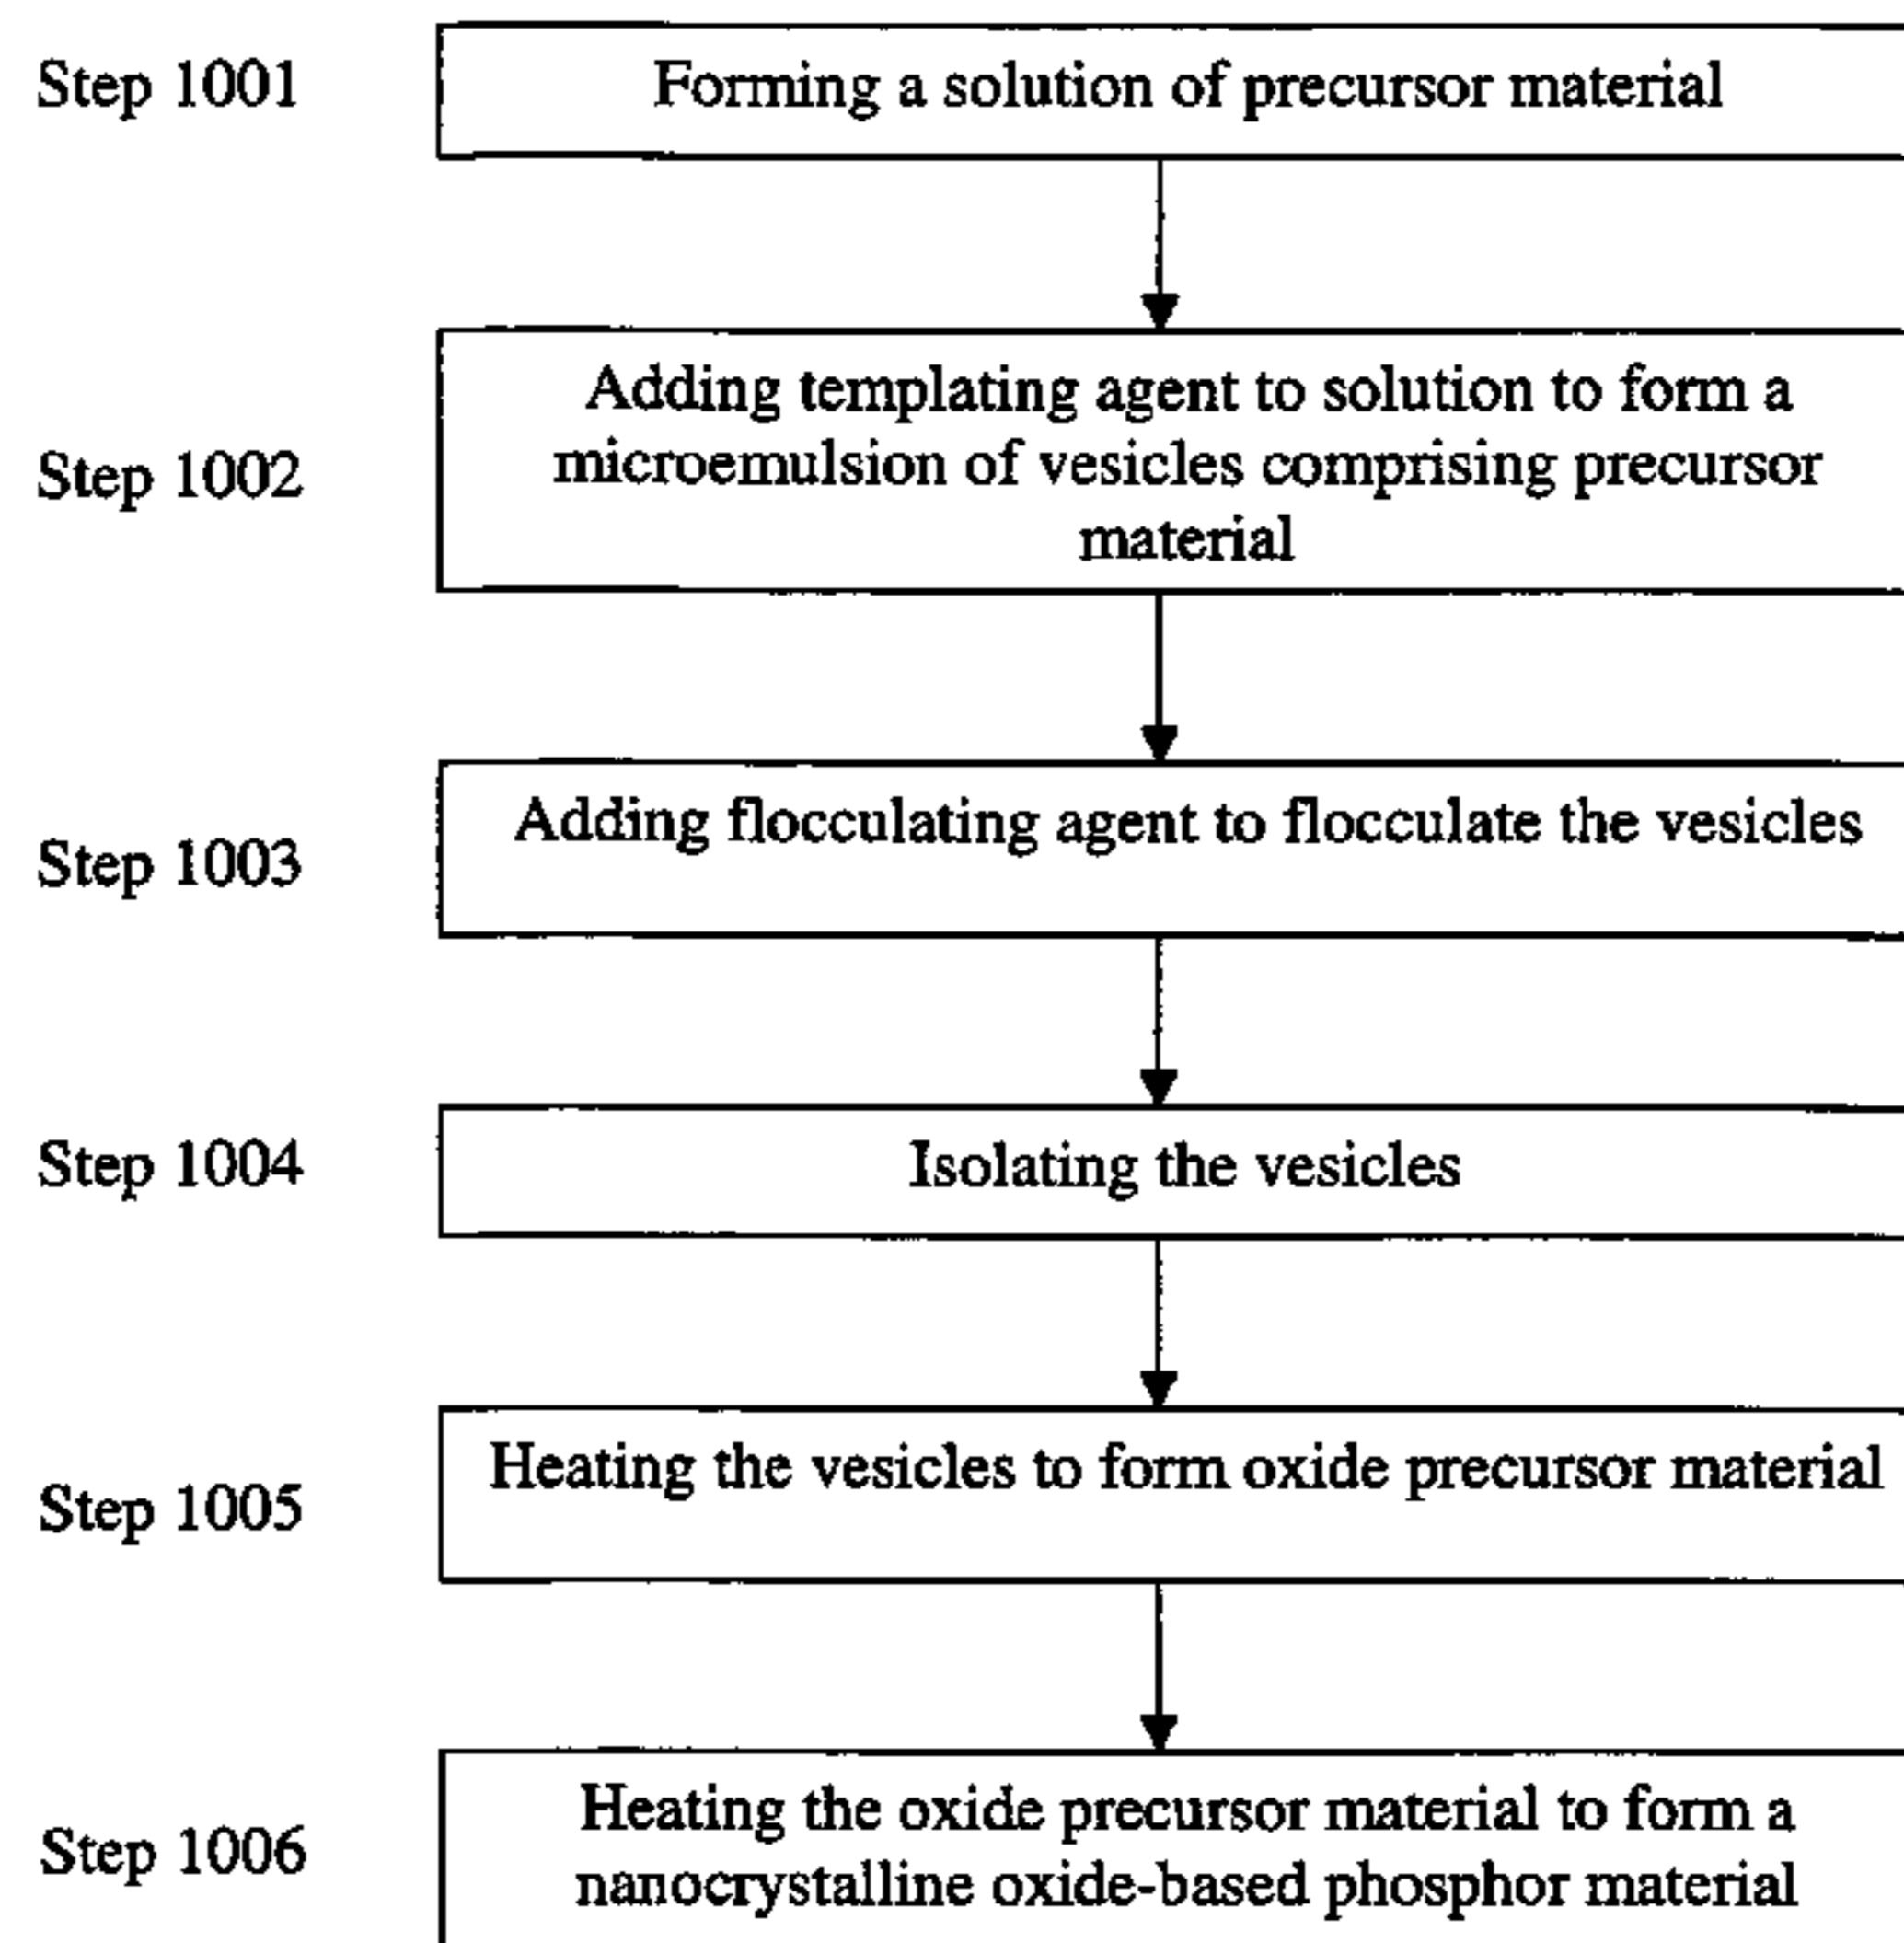 Step 1001
Forming a solution of precursor material
Step 1002
Adding templating agent to solution to form a
microemulsion of vesicles comprising precursor
material
Step 1003
Adding flocculating agent to flocculate the vesicles
Step 1004
Isolating the vesicles
Step 1005
Heating the vesicles to form oxide precursor material
Step 1006
Heating the oxide precursor material to form a
nanocrystalline oxide-based phosphor material